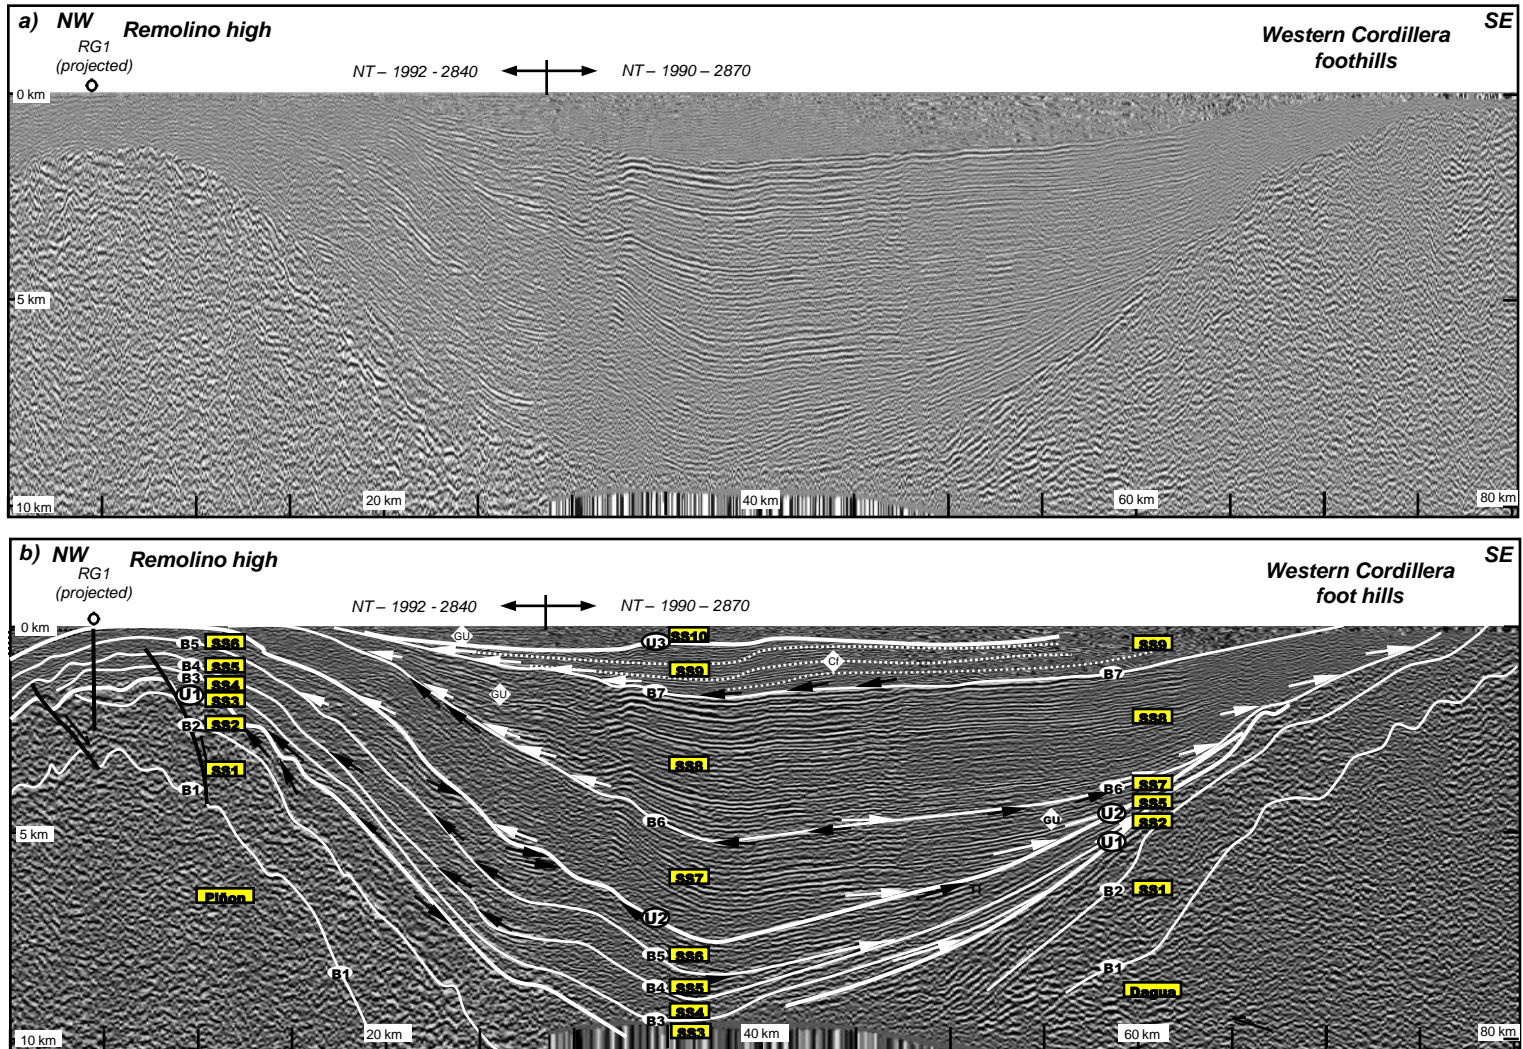 a) NW Remolino high SE
RG1
(projected)
Western Cordillera
foothills
NT – 1992 - 2840 NT – 1990 – 2870
0 km
5 km
10 km 20 km 40 km 60 km 80 km
b) NW Remolino high SE
RG1
(projected)
Western Cordillera
foot hills
NT – 1992 - 2840 NT – 1990 – 2870
0 km
GU U3 SS10 SS9
B5 SS6
Cf
B4 SS5 SS9
B3 SS4 B7 B7
U1 SS3 GU
B2 SS2 SS8
SS1 SS8
B1 B6 SS7
SS5
5 km B6 GU U2 SS2
U1
SS7 T1 B2 SS1
Piñon
U2
B5 SS6
B1 B4 SS5 B1
Dagua
SS4
B3 SS3
10 km 20 km 40 km 60 km 80 km